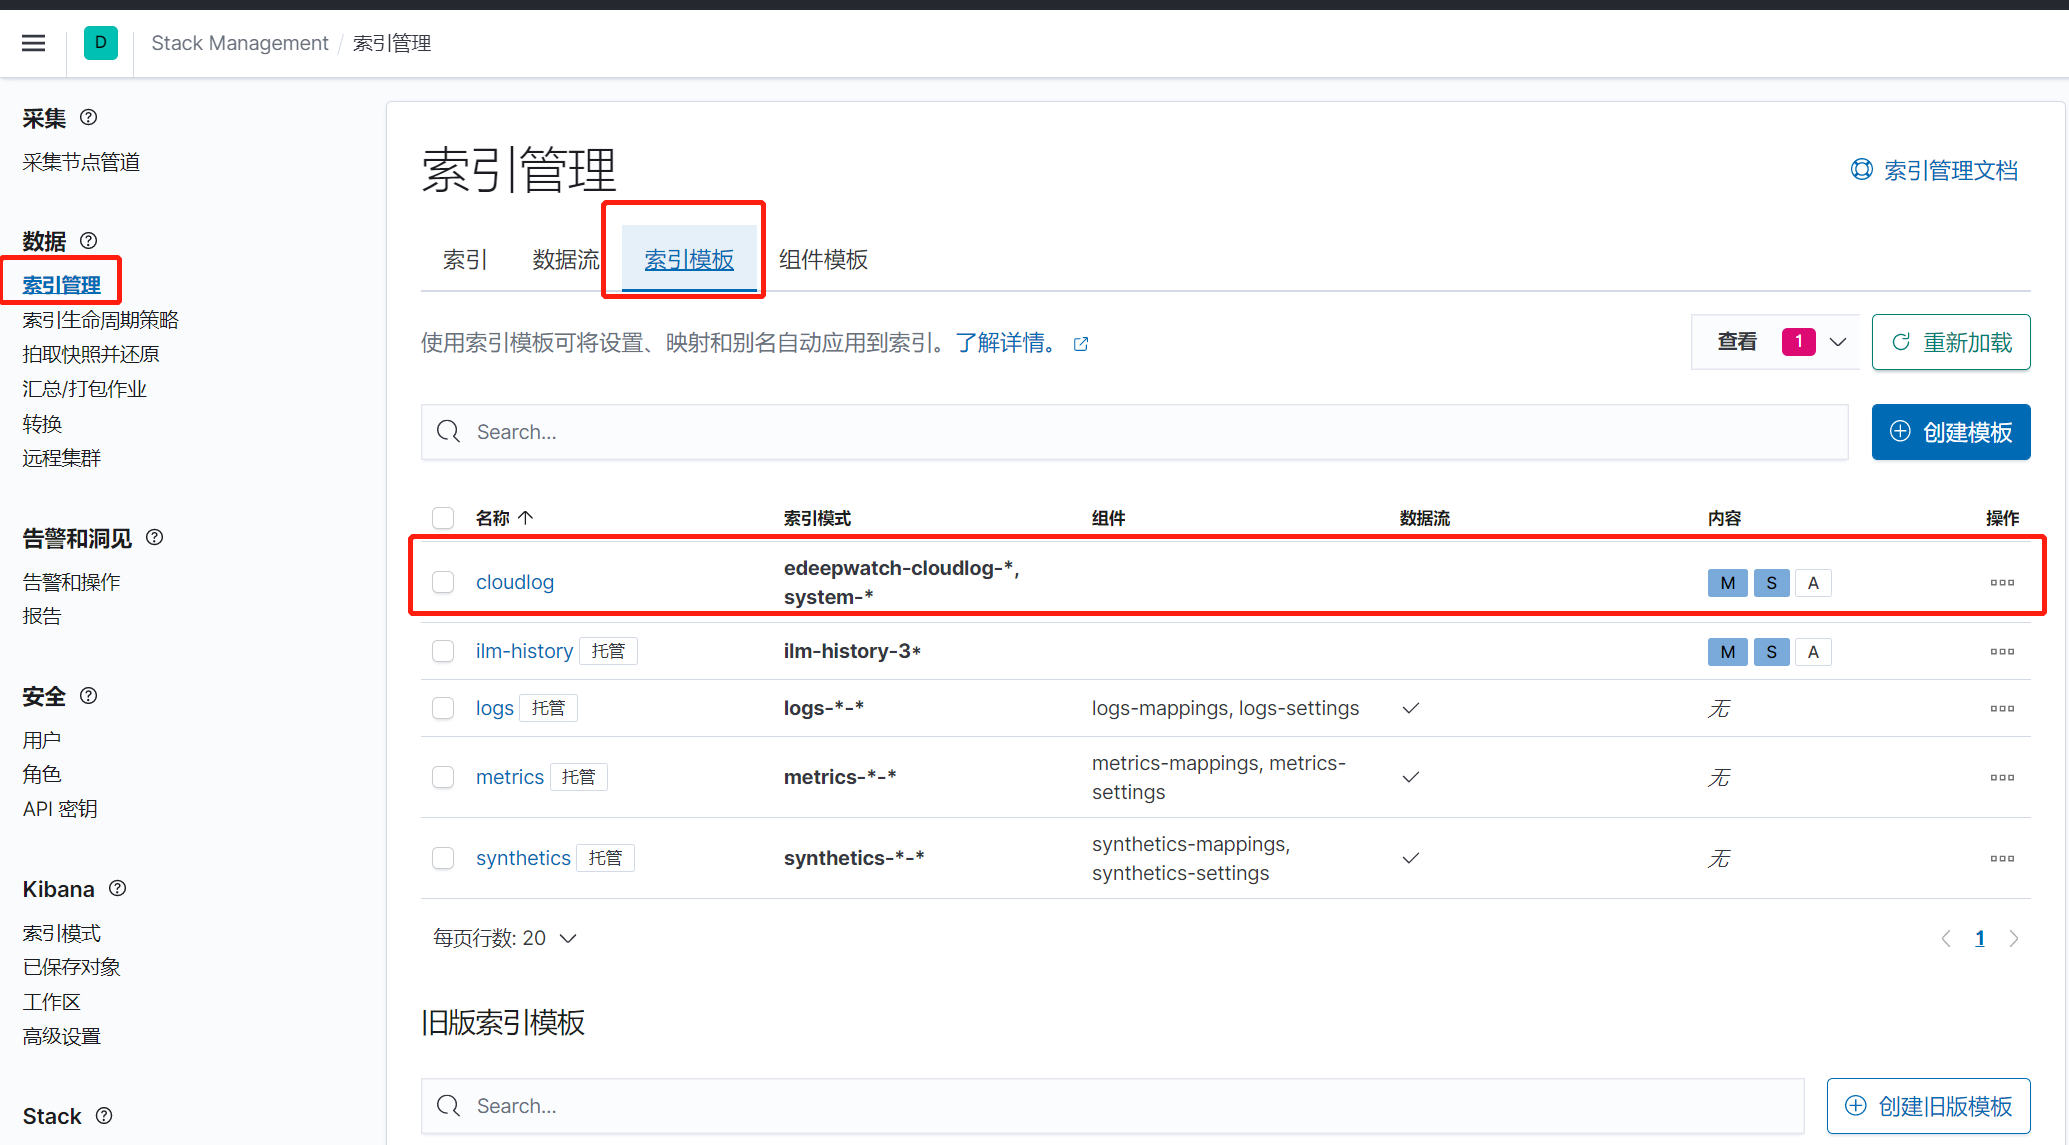 D Stack Management / 索引管理
采集
采集节点管道
数据
索引管理
索引生命周期策略
拍取快照并还原
汇总/打包作业
转换
远程集群
告警和洞见
告警和操作
报告
安全
用户
角色
API 密钥
Kibana
索引模式
已保存对象
工作区
高级设置
Stack
索引管理
索引管理文档
索引 数据流 索引模板 组件模板
使用索引模板可将设置、映射和别名自动应用到索引。了解详情。
查看 1
重新加载
Search...
创建模板
名称 索引模式 组件 数据流 内容 操作
cloudlog edeepwatch-cloudlog-*, M S A
system-*
ilm-history 托管 ilm-history-3* M S A
logs 托管 logs-*-* logs-mappings, logs-settings 无
metrics 托管 metrics-*-* metrics-mappings, metrics- 无
settings
synthetics 托管 synthetics-*-* synthetics-mappings, 无
synthetics-settings
每页行数: 20
1
旧版索引模板
Search...
创建旧版模板